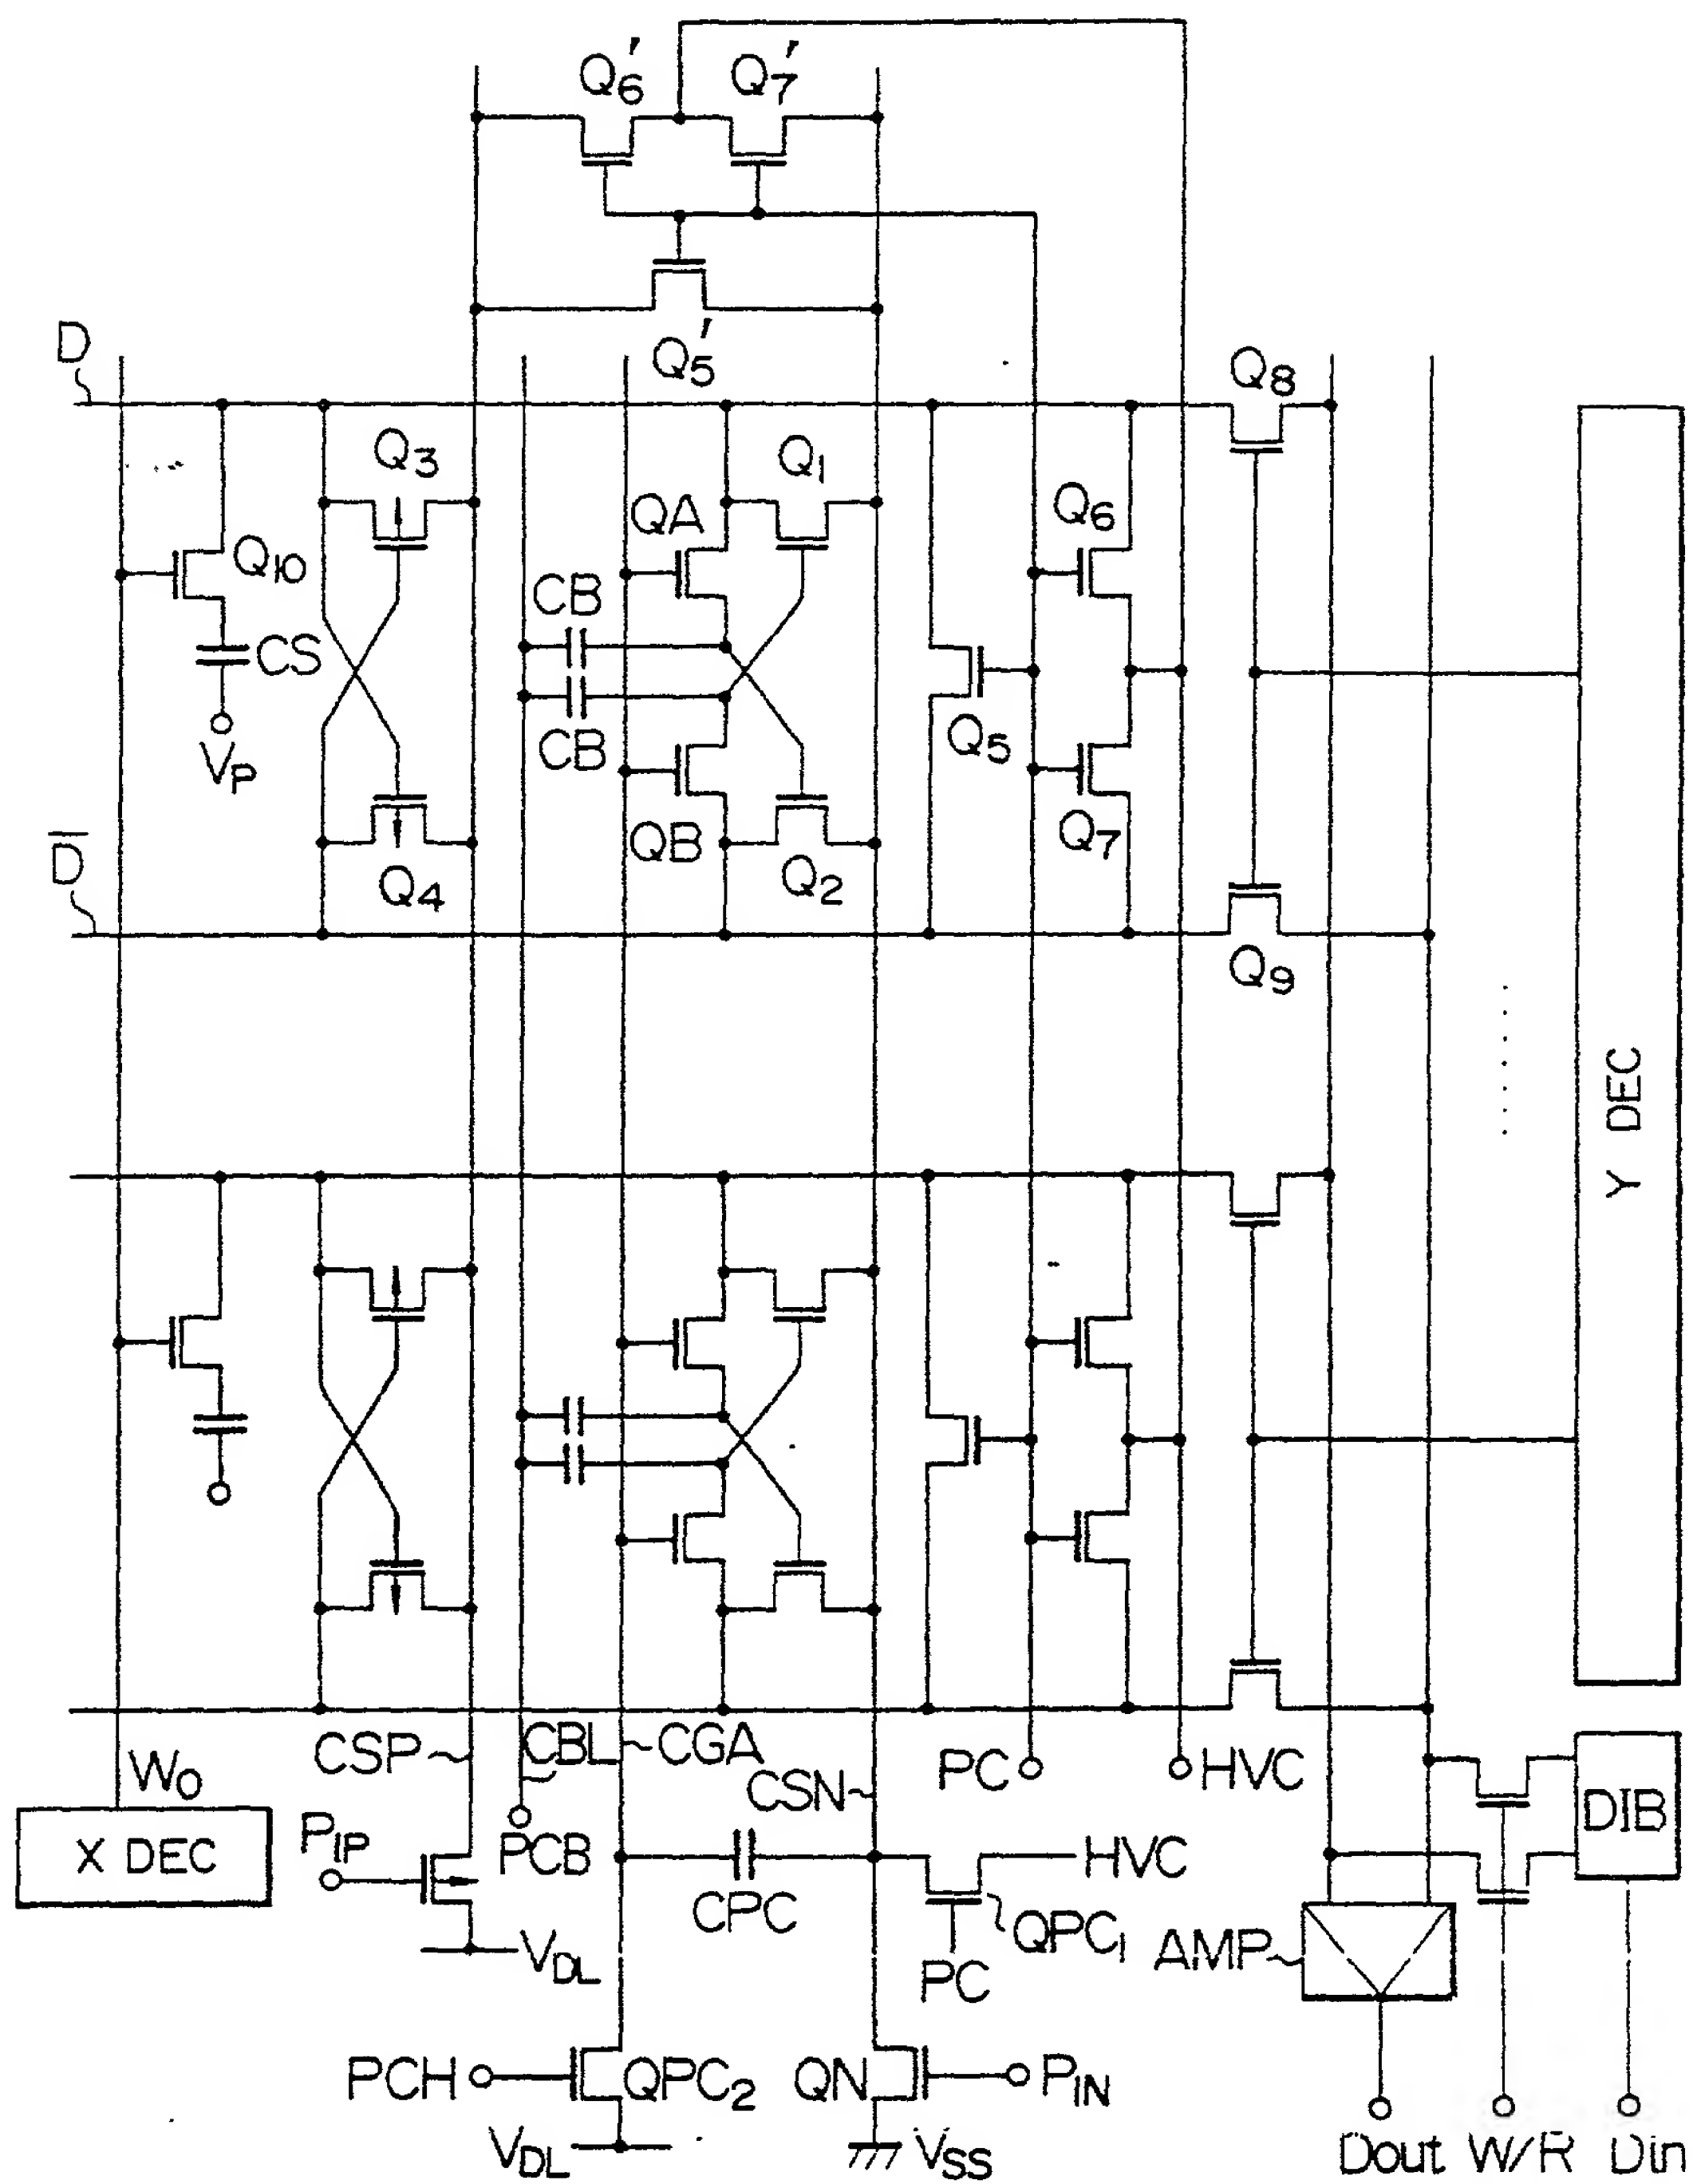 Q6' Q7'
Q5'
D
Q8
Q3
Q1
QA
Q6
Q10
CB
CS
Q5
VP
CB
Q7
QB
D̅
Q4
Q2
Q9
Y DEC
CSP
CBL
CGA
W0
CSN
PC
HVC
PIP
DIB
X DEC
PCB
HVC
CPC
QPC1
AMP
VDL
PC
PCH
QPC2
QN
PIN
VDL
VSS
Dout W/R Din